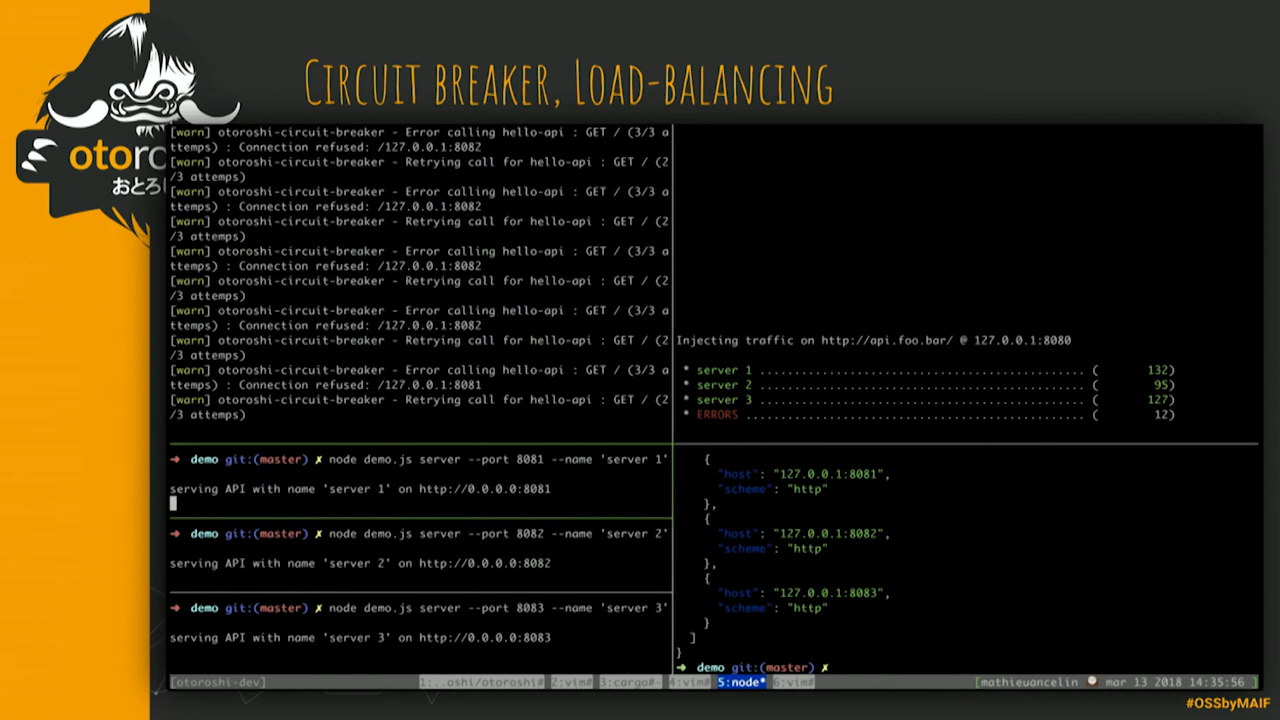 CIRCUIT BREAKER, LOAD-BALANCING
otoro
おとろし
[warn] otoroshi-circuit-breaker - Error calling hello-api : GET / (3/3 a
ttemps) : Connection refused: /127.0.0.1:8082
[warn] otoroshi-circuit-breaker - Retrying call for hello-api : GET / (2
/3 attemps)
[warn] otoroshi-circuit-breaker - Error calling hello-api : GET / (3/3 a
ttemps) : Connection refused: /127.0.0.1:8082
[warn] otoroshi-circuit-breaker - Retrying call for hello-api : GET / (2
/3 attemps)
[warn] otoroshi-circuit-breaker - Error calling hello-api : GET / (3/3 a
ttemps) : Connection refused: /127.0.0.1:8082
[warn] otoroshi-circuit-breaker - Retrying call for hello-api : GET / (2
/3 attemps)
[warn] otoroshi-circuit-breaker - Error calling hello-api : GET / (3/3 a
ttemps) : Connection refused: /127.0.0.1:8082
[warn] otoroshi-circuit-breaker - Retrying call for hello-api : GET / (2
/3 attemps)
[warn] otoroshi-circuit-breaker - Error calling hello-api : GET / (3/3 a
ttemps) : Connection refused: /127.0.0.1:8081
[warn] otoroshi-circuit-breaker - Retrying call for hello-api : GET / (2
/3 attemps)
Injecting traffic on http://api.foo.bar/ @ 127.0.0.1:8080
* server 1 ................................................ ( 132)
* server 2 ................................................ ( 95)
* server 3 ................................................ ( 127)
* ERRORS ................................................ ( 12)
➜ demo git:(master) ✗ node demo.js server --port 8081 --name 'server 1'
serving API with name 'server 1' on http://0.0.0.0:8081
➜ demo git:(master) ✗ node demo.js server --port 8082 --name 'server 2'
serving API with name 'server 2' on http://0.0.0.0:8082
➜ demo git:(master) ✗ node demo.js server --port 8083 --name 'server 3'
serving API with name 'server 3' on http://0.0.0.0:8083
{
"host": "127.0.0.1:8081",
"scheme": "http"
},
{
"host": "127.0.0.1:8082",
"scheme": "http"
},
{
"host": "127.0.0.1:8083",
"scheme": "http"
}
]
}
➜ demo git:(master) ✗
[otoroshi-dev] 1:..oshi/otoroshi# 2:vim# 3:cargo#- 4:vim# 5:node* 6:vim# [mathieuancelin mar 13 2018 14:35:56 ]
#OSSbyMAIF